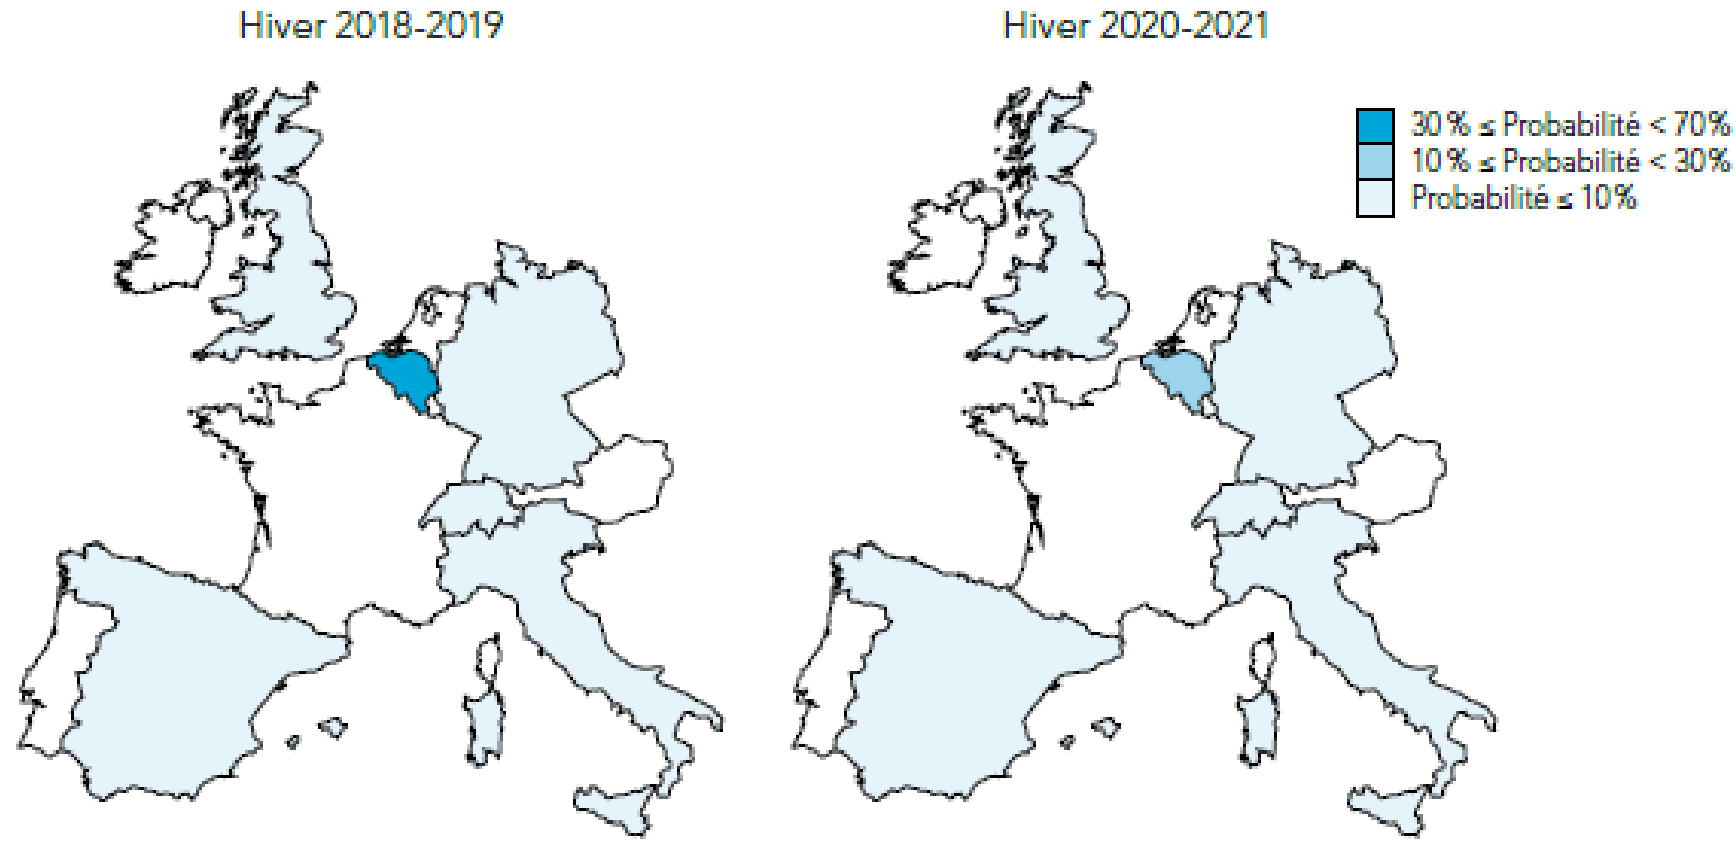 Hiver 2018-2019
Hiver 2020-2021
30% ≤ Probabilité < 70%
10% ≤ Probabilité < 30%
Probabilité ≤ 10%